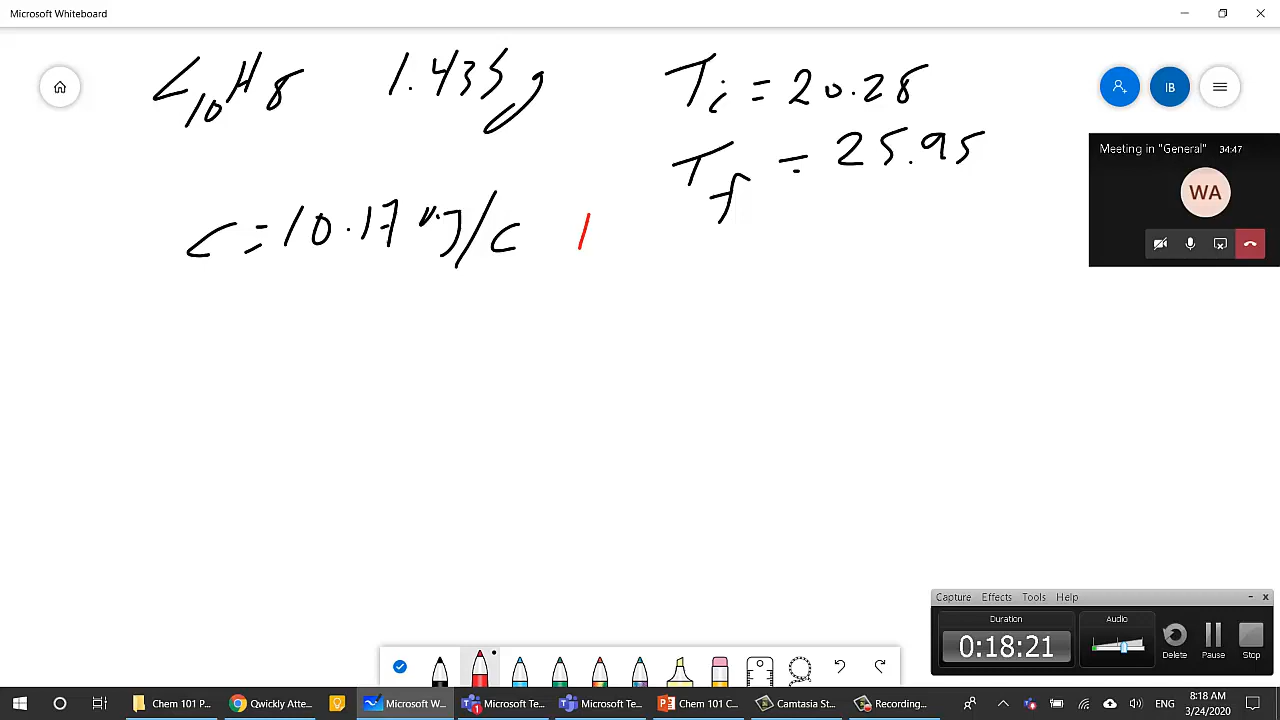 Microsoft Whiteboard
C10H8 1.435g
Ti = 20.28
Tf = 25.95
C = 10.17 kJ/C
IB
Meeting in "General" 34:47
WA
Capture Effects Tools Help
Duration
0:18:21
Audio
Delete Pause Stop
Chem 101 P...
Qwickly Atte...
Microsoft W...
Microsoft Te...
1
Microsoft Te...
Chem 101 C...
Camtasia St...
Recording...
ENG
8:18 AM
3/24/2020